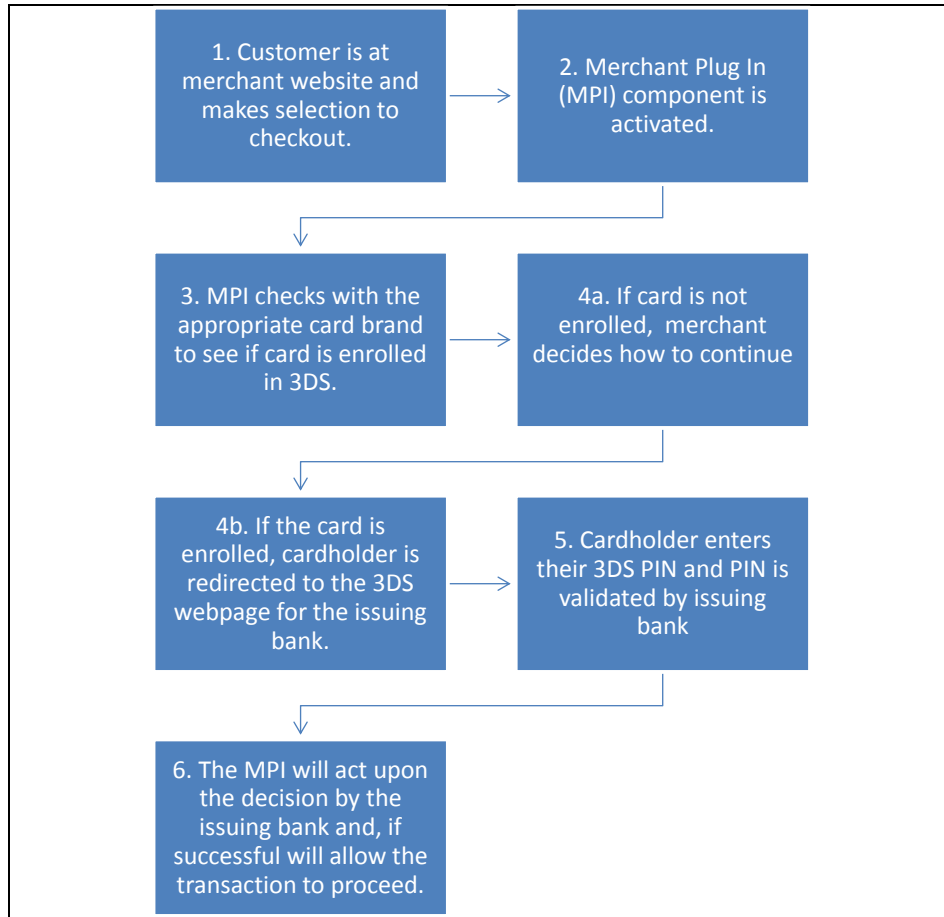 1. Customer is at
merchant website and
makes selection to
checkout.
2. Merchant Plug In
(MPI) component is
activated.
3. MPI checks with the
appropriate card brand
to see if card is enrolled
in 3DS.
4a. If card is not
enrolled, merchant
decides how to continue
4b. If the card is
enrolled, cardholder is
redirected to the 3DS
webpage for the issuing
bank.
5. Cardholder enters
their 3DS PIN and PIN is
validated by issuing
bank
6. The MPI will act upon
the decision by the
issuing bank and, if
successful will allow the
transaction to proceed.